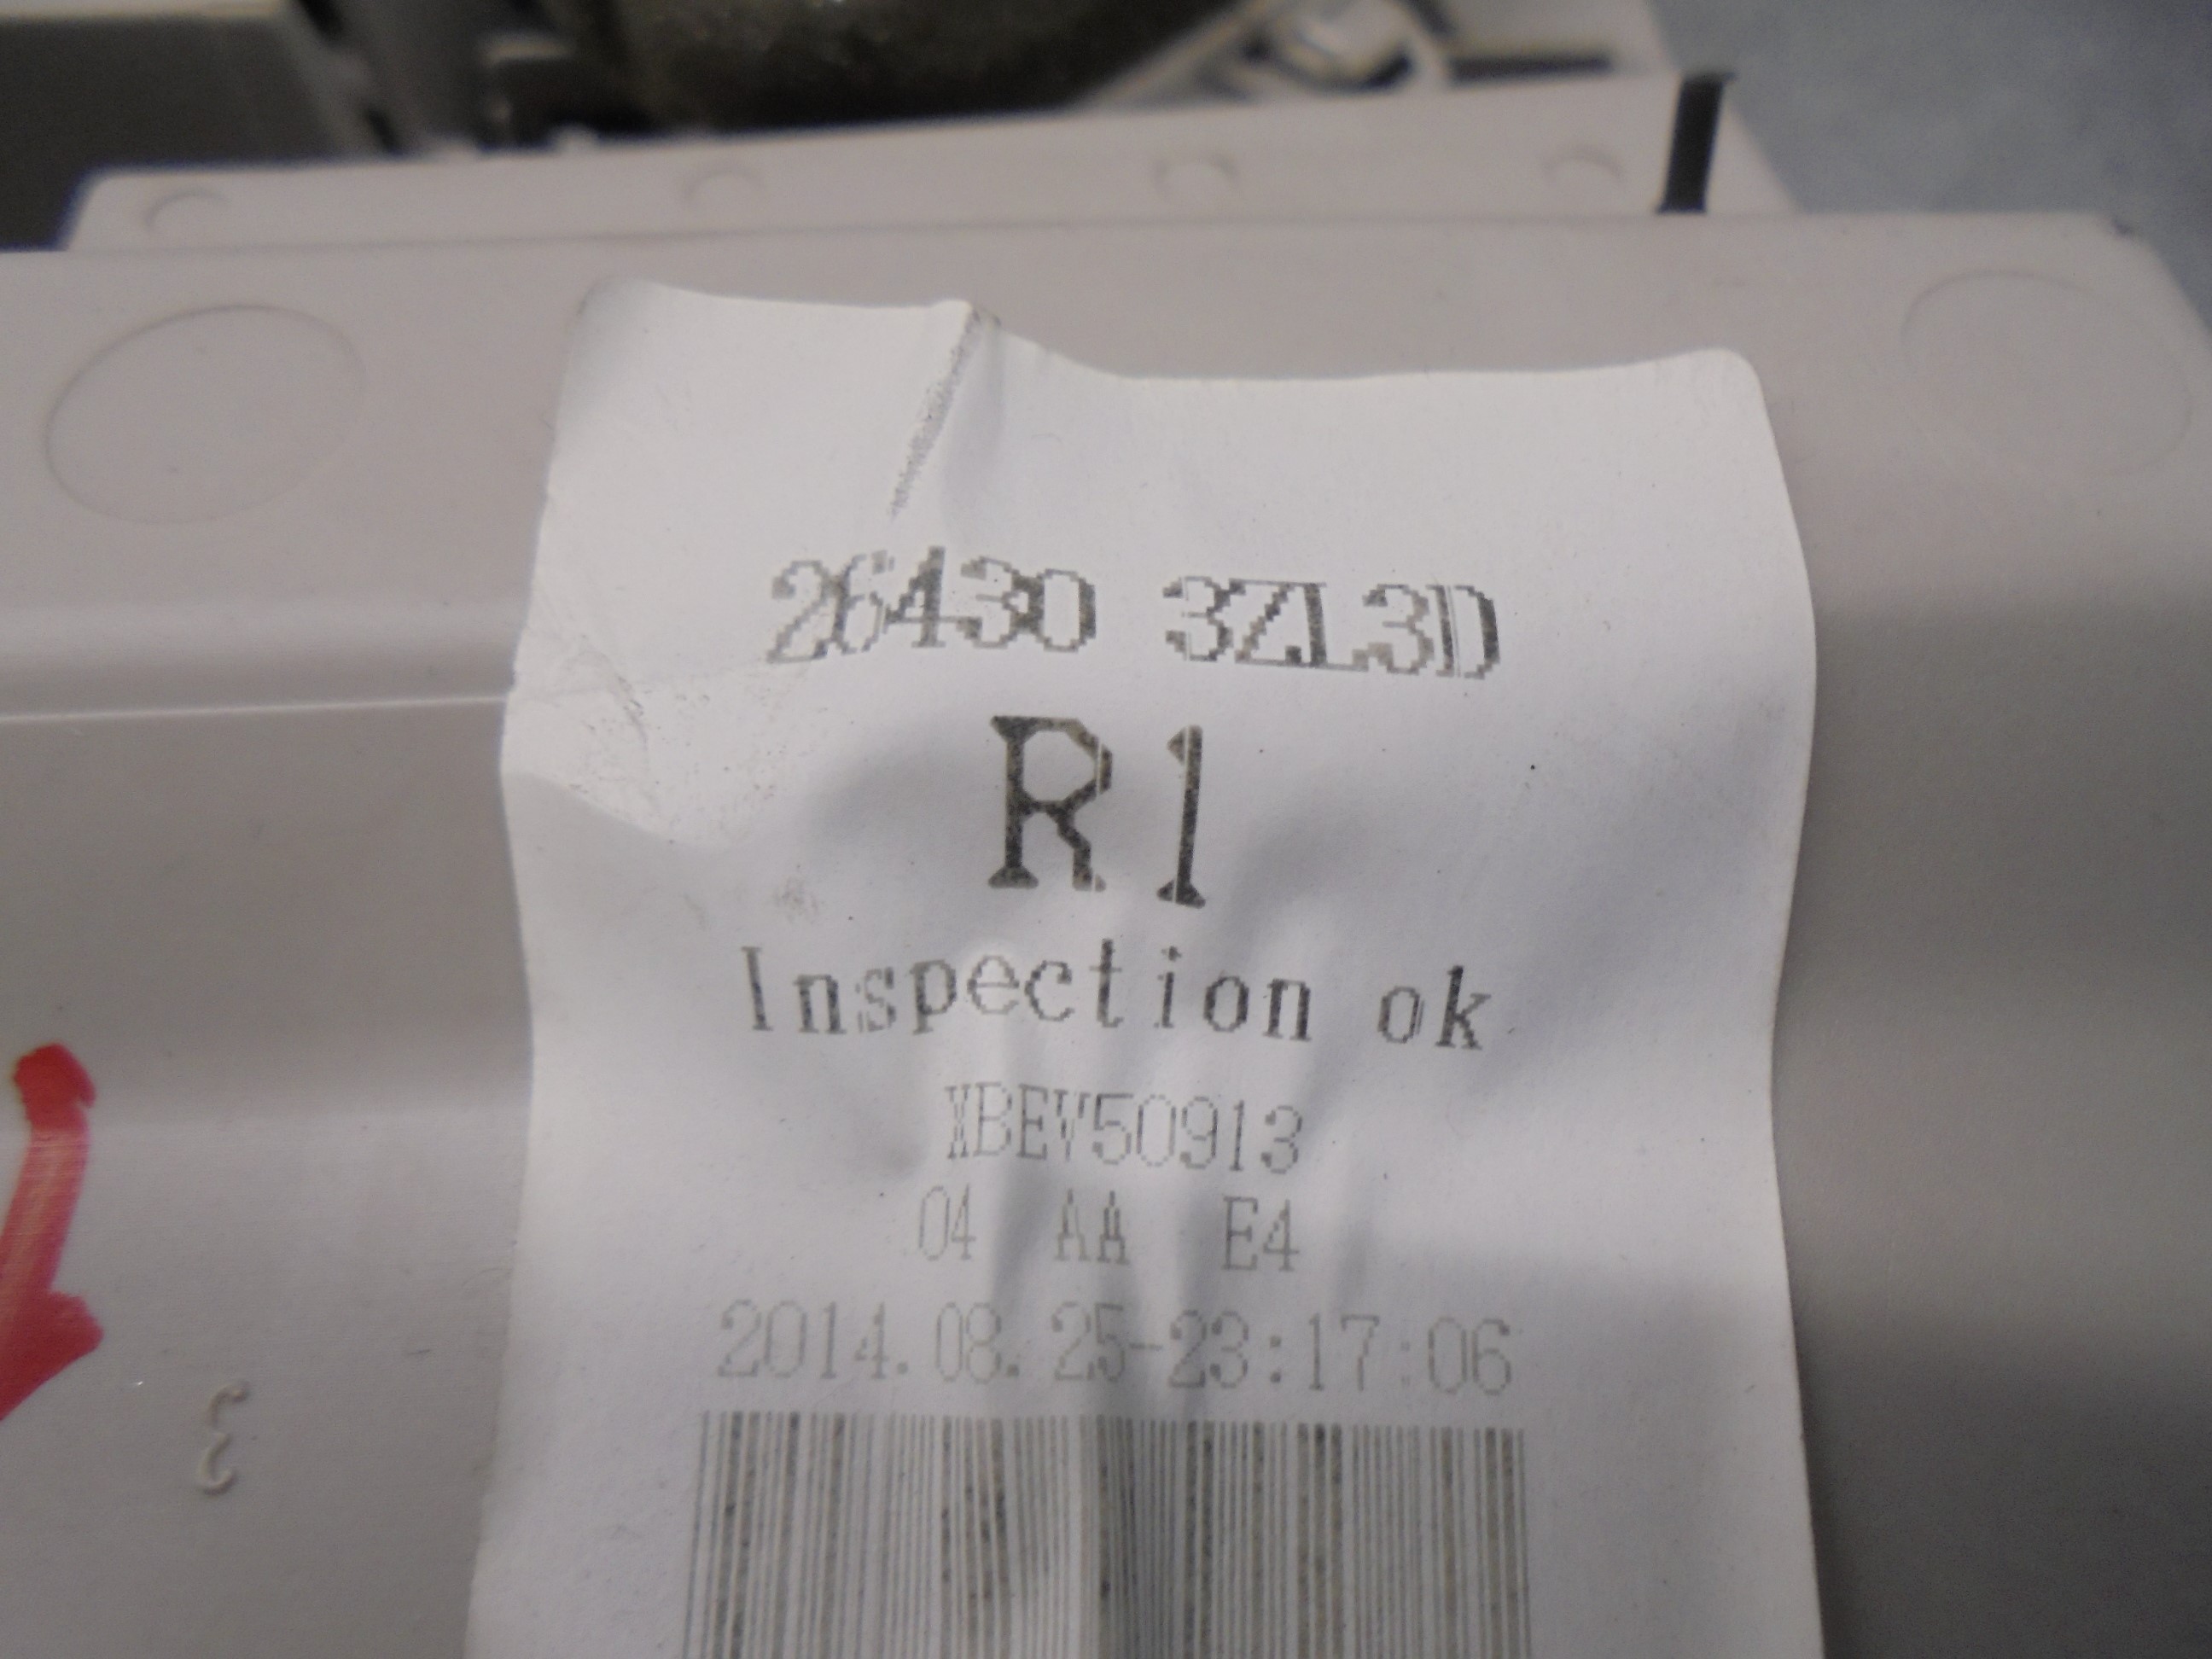 26430 3ZL3D
R1
Inspection ok
XBEV50913
04 AA E4
2014.08.25-23:17:06